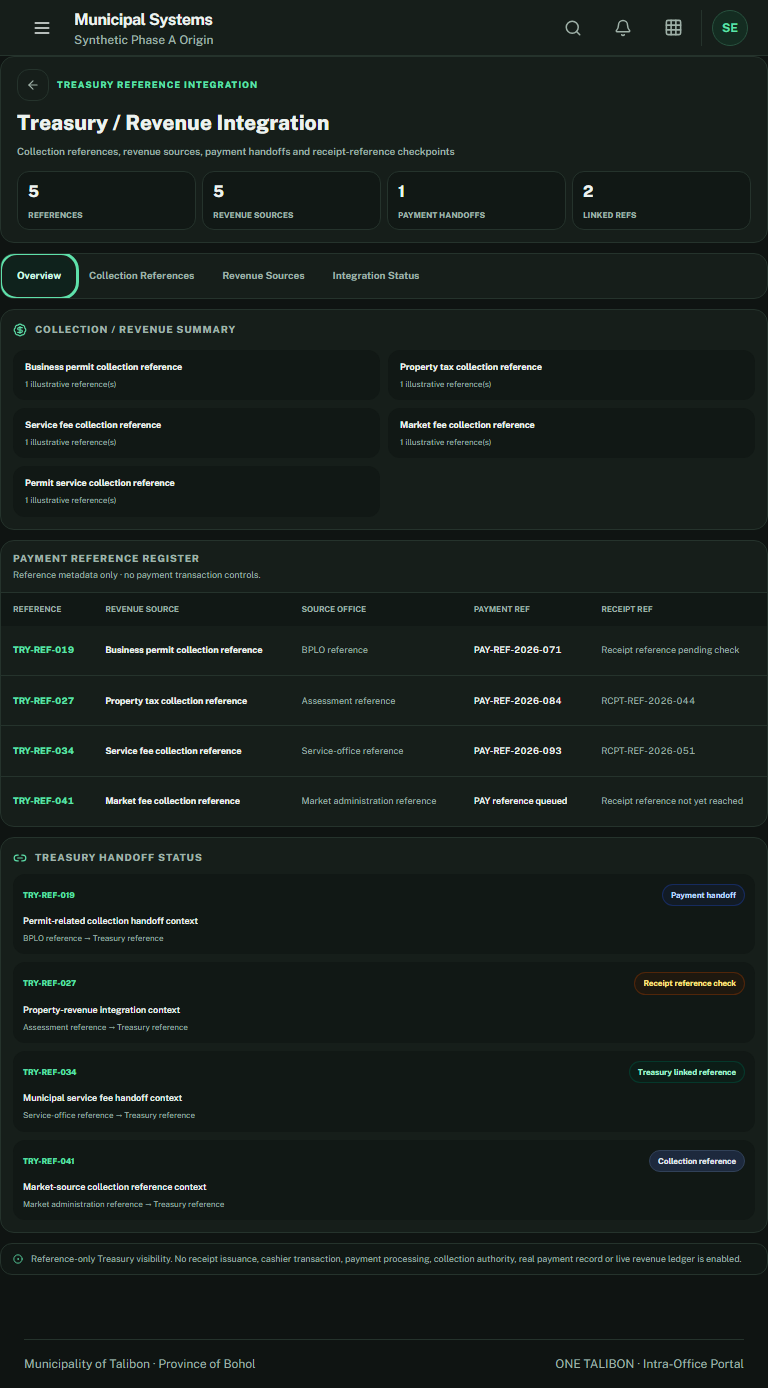 Municipal Systems
Synthetic Phase A Origin
SE
TREASURY REFERENCE INTEGRATION
Treasury / Revenue Integration
Collection references, revenue sources, payment handoffs and receipt-reference checkpoints
5
REFERENCES
5
REVENUE SOURCES
1
PAYMENT HANDOFFS
2
LINKED REFS
Overview Collection References Revenue Sources Integration Status
COLLECTION / REVENUE SUMMARY
Business permit collection reference
1 illustrative reference(s)
Property tax collection reference
1 illustrative reference(s)
Service fee collection reference
1 illustrative reference(s)
Market fee collection reference
1 illustrative reference(s)
Permit service collection reference
1 illustrative reference(s)
PAYMENT REFERENCE REGISTER
Reference metadata only · no payment transaction controls.
REFERENCE REVENUE SOURCE SOURCE OFFICE PAYMENT REF RECEIPT REF
TRY-REF-019 Business permit collection reference BPLO reference PAY-REF-2026-071 Receipt reference pending check
TRY-REF-027 Property tax collection reference Assessment reference PAY-REF-2026-084 RCPT-REF-2026-044
TRY-REF-034 Service fee collection reference Service-office reference PAY-REF-2026-093 RCPT-REF-2026-051
TRY-REF-041 Market fee collection reference Market administration reference PAY reference queued Receipt reference not yet reached
TREASURY HANDOFF STATUS
TRY-REF-019 Payment handoff
Permit-related collection handoff context
BPLO reference → Treasury reference
TRY-REF-027 Receipt reference check
Property-revenue integration context
Assessment reference → Treasury reference
TRY-REF-034 Treasury linked reference
Municipal service fee handoff context
Service-office reference → Treasury reference
TRY-REF-041 Collection reference
Market-source collection reference context
Market administration reference → Treasury reference
Reference-only Treasury visibility. No receipt issuance, cashier transaction, payment processing, collection authority, real payment record or live revenue ledger is enabled.
Municipality of Talibon · Province of Bohol
ONE TALIBON · Intra-Office Portal